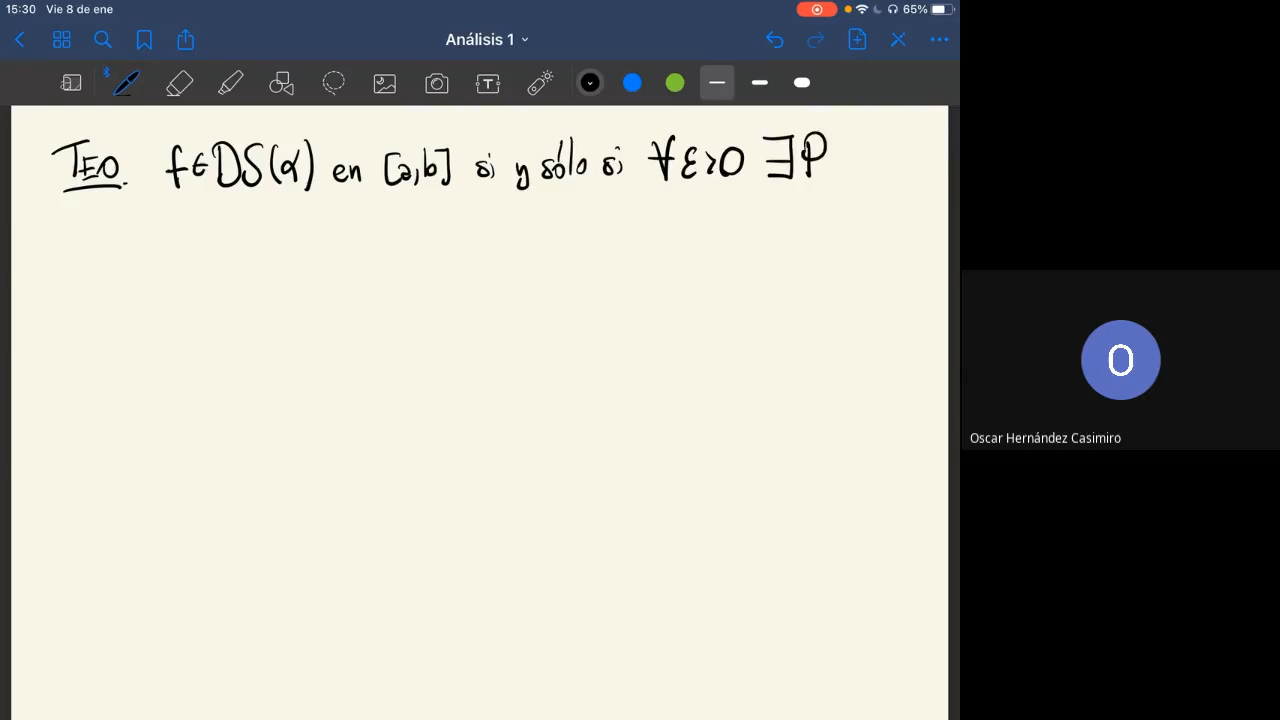 15:30 Vie 8 de ene
65%
Análisis 1
T
TEO. f∈DS(α) en [a,b] si y sólo si ∀ε>0 ∃P
O
Oscar Hernández Casimiro